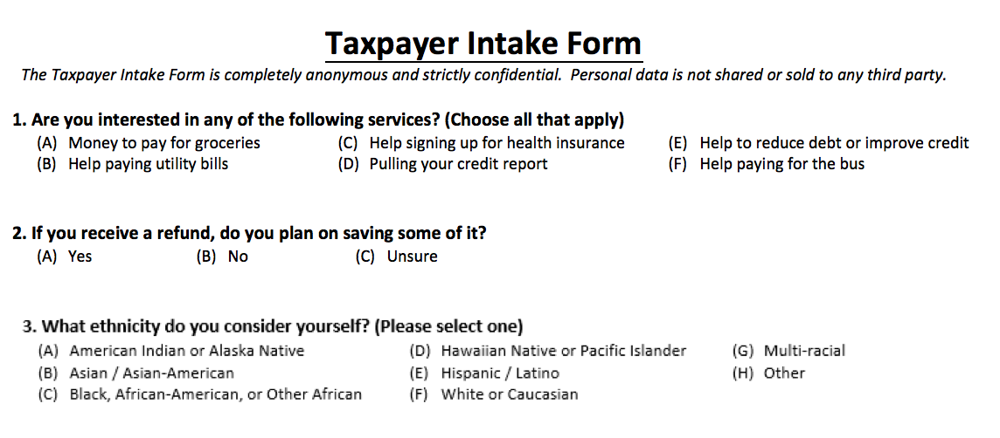 Taxpayer Intake Form
The Taxpayer Intake Form is completely anonymous and strictly confidential.  Personal data is not shared or sold to any third party.
1. Are you interested in any of the following services? (Choose all that apply)
(A) Money to pay for groceries (C) Help signing up for health insurance (E) Help to reduce debt or improve credit
(B) Help paying utility bills (D) Pulling your credit report (F) Help paying for the bus
2. If you receive a refund, do you plan on saving some of it?
(A) Yes (B) No (C) Unsure
3. What ethnicity do you consider yourself? (Please select one)
(A) American Indian or Alaska Native (D) Hawaiian Native or Pacific Islander (G) Multi-racial
(B) Asian / Asian-American (E) Hispanic / Latino (H) Other
(C) Black, African-American, or Other African (F) White or Caucasian